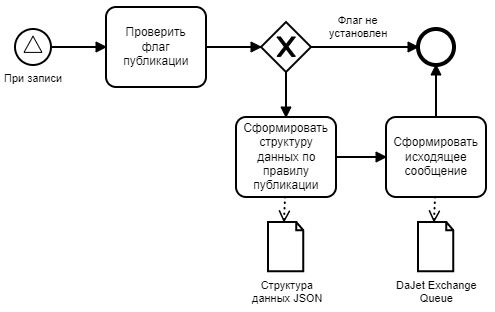 Проверить
флаг
публикации
Флаг не
установлен
При записи
Сформировать
структуру
данных по
правилу
публикации
Сформировать
исходящее
сообщение
Структура
данных JSON
DaJet Exchange
Queue